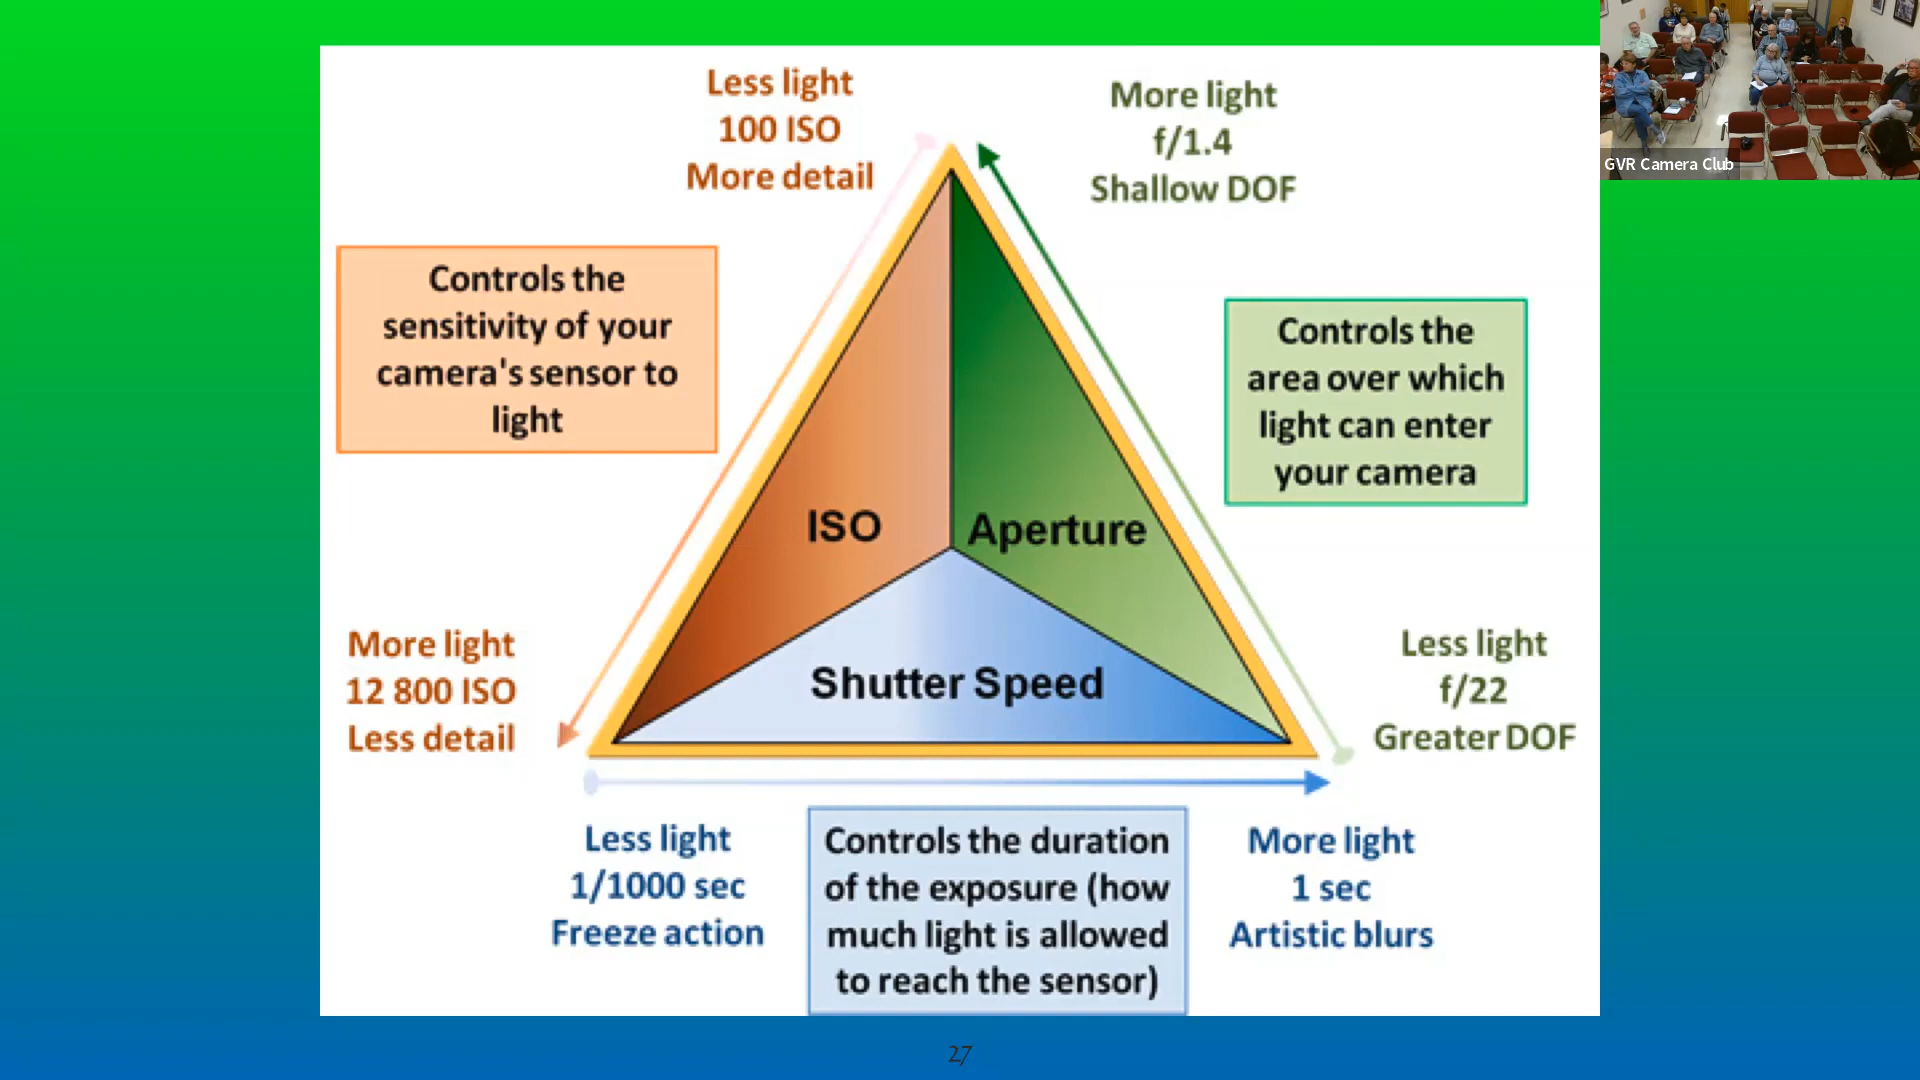 Less light
100 ISO
More detail
More light
f/1.4
Shallow DOF
GVR Camera Club
Controls the
sensitivity of your
camera's sensor to
light
Controls the
area over which
light can enter
your camera
ISO
Aperture
Shutter Speed
More light
12 800 ISO
Less detail
Less light
f/22
Greater DOF
Less light
1/1000 sec
Freeze action
Controls the duration
of the exposure (how
much light is allowed
to reach the sensor)
More light
1 sec
Artistic blurs
27